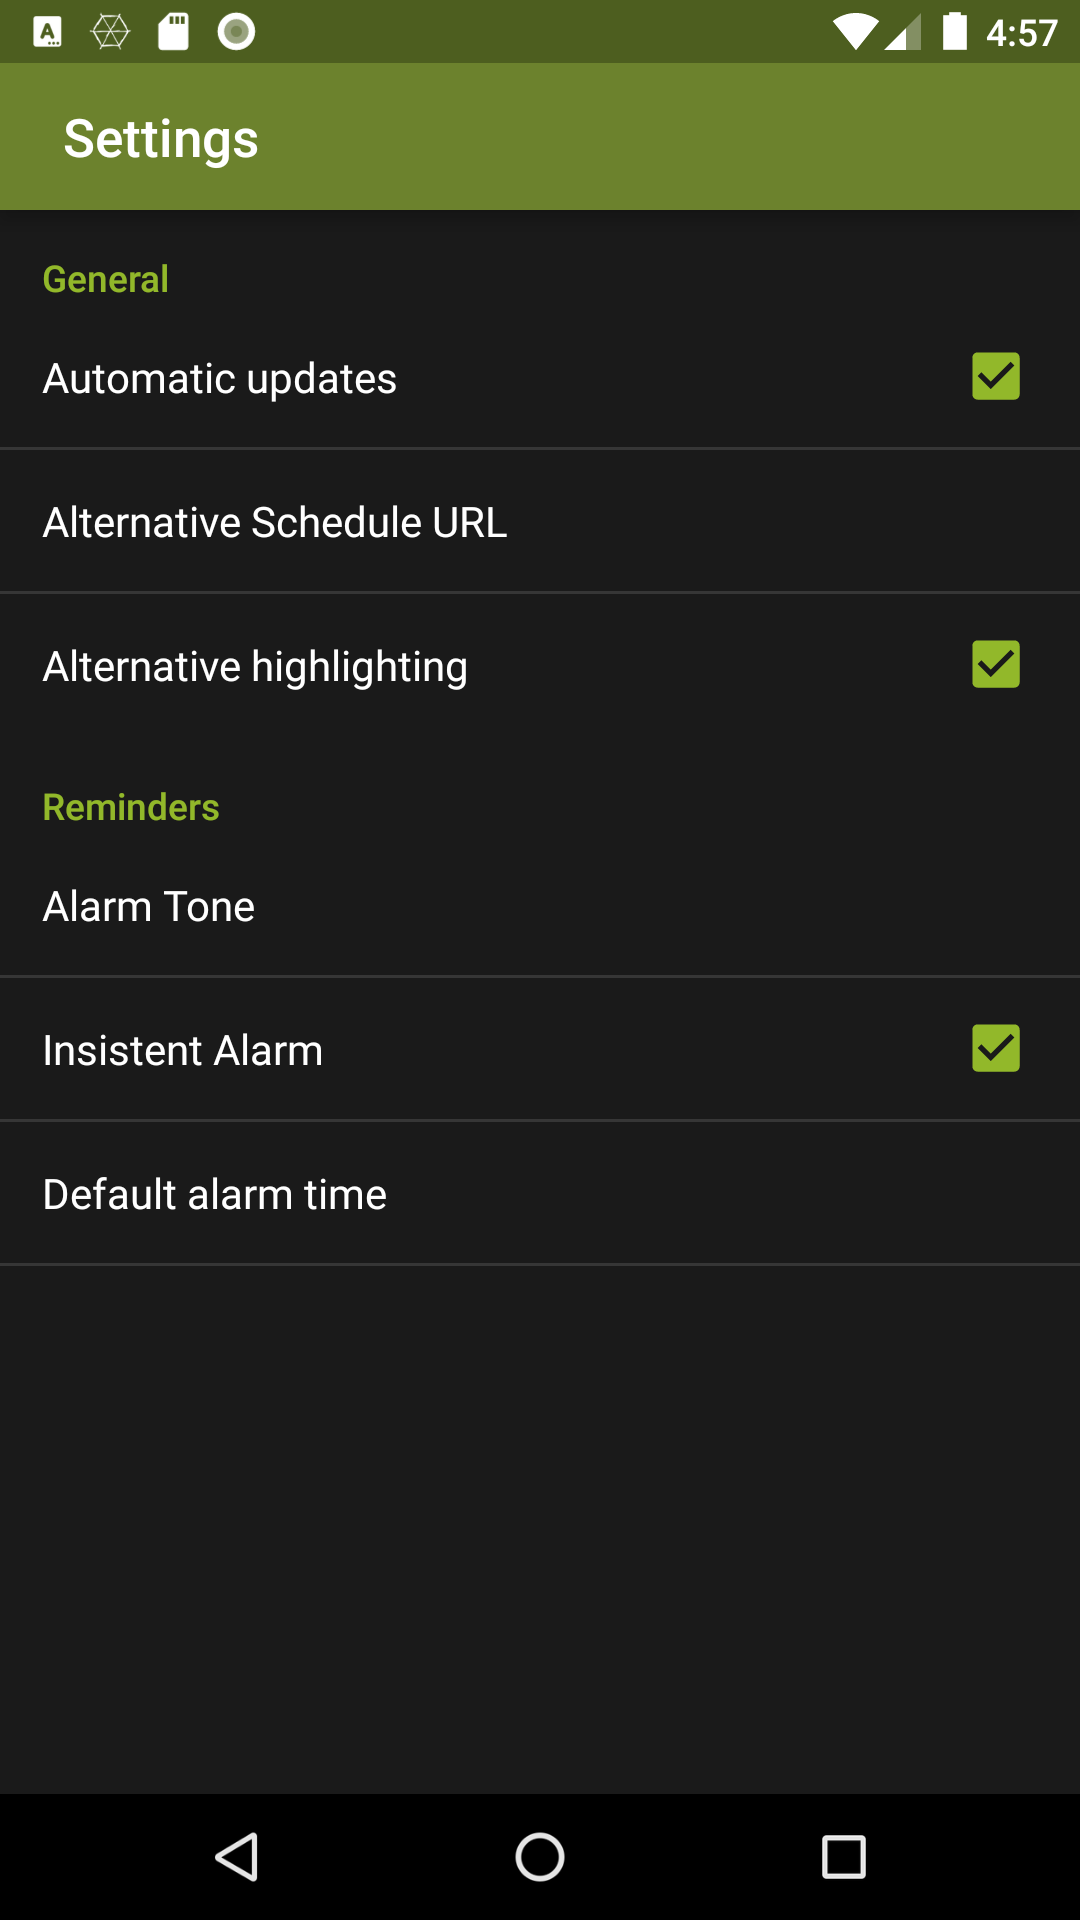 4:57
Settings
General
Automatic updates
Alternative Schedule URL
Alternative highlighting
Reminders
Alarm Tone
Insistent Alarm
Default alarm time